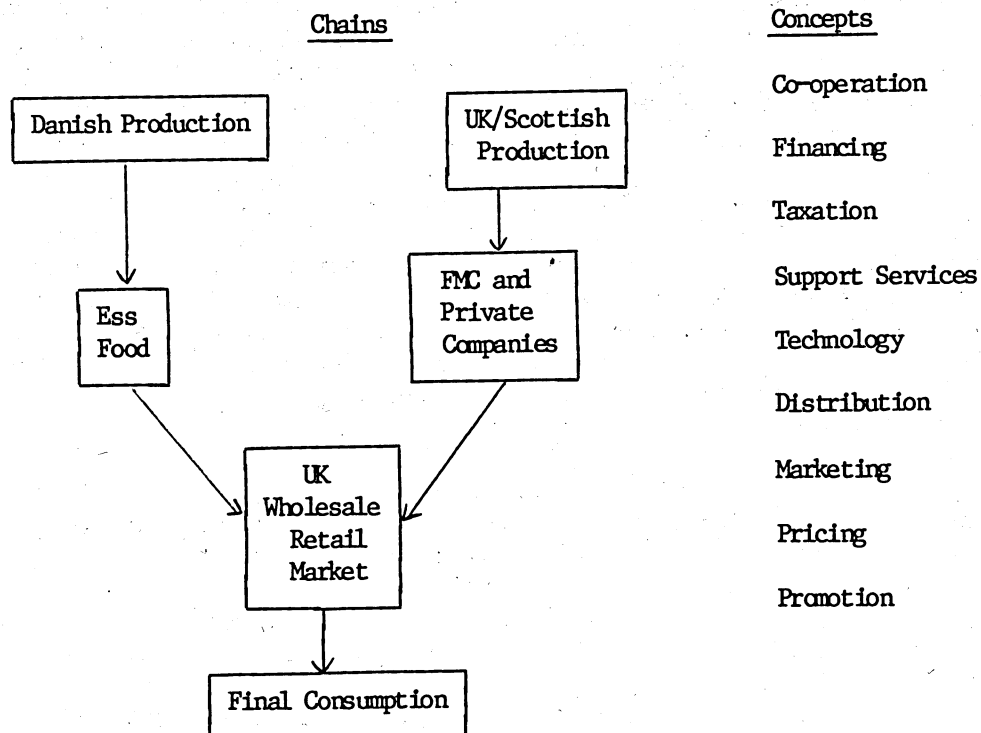 Chains
Danish Production
UK/Scottish
Production
Ess
Food
FMC and
Private
Companies
UK
Wholesale
Retail
Market
Final Consumption
Concepts
Co-operation
Financing
Taxation
Support Services
Technology
Distribution
Marketing
Pricing
Promotion